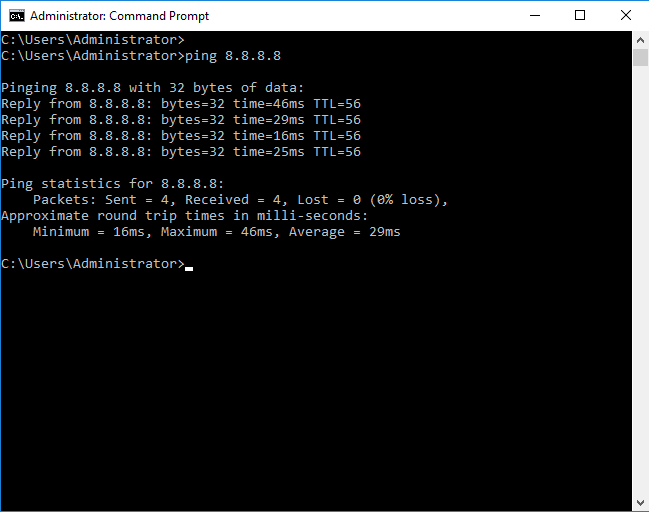 Administrator: Command Prompt
C:\Users\Administrator>
C:\Users\Administrator>ping 8.8.8.8
Pinging 8.8.8.8 with 32 bytes of data:
Reply from 8.8.8.8: bytes=32 time=46ms TTL=56
Reply from 8.8.8.8: bytes=32 time=29ms TTL=56
Reply from 8.8.8.8: bytes=32 time=16ms TTL=56
Reply from 8.8.8.8: bytes=32 time=25ms TTL=56
Ping statistics for 8.8.8.8:
    Packets: Sent = 4, Received = 4, Lost = 0 (0% loss),
Approximate round trip times in milli-seconds:
    Minimum = 16ms, Maximum = 46ms, Average = 29ms
C:\Users\Administrator>